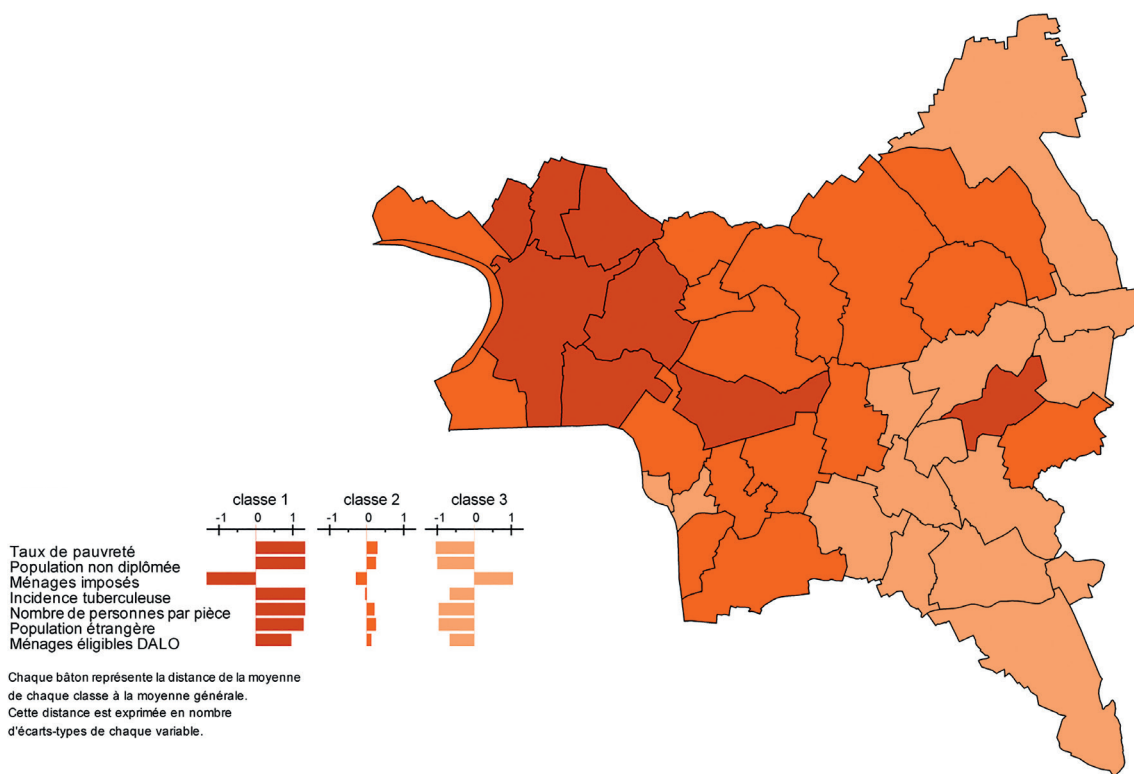 classe 1 classe 2 classe 3
-1 0 1 -1 0 1 -1 0 1
Taux de pauvreté
Population non diplômée
Ménages imposés
Incidence tuberculeuse
Nombre de personnes par pièce
Population étrangère
Ménages éligibles DALO
Chaque bâton représente la distance de la moyenne
de chaque classe à la moyenne générale.
Cette distance est exprimée en nombre
d'écarts-types de chaque variable.